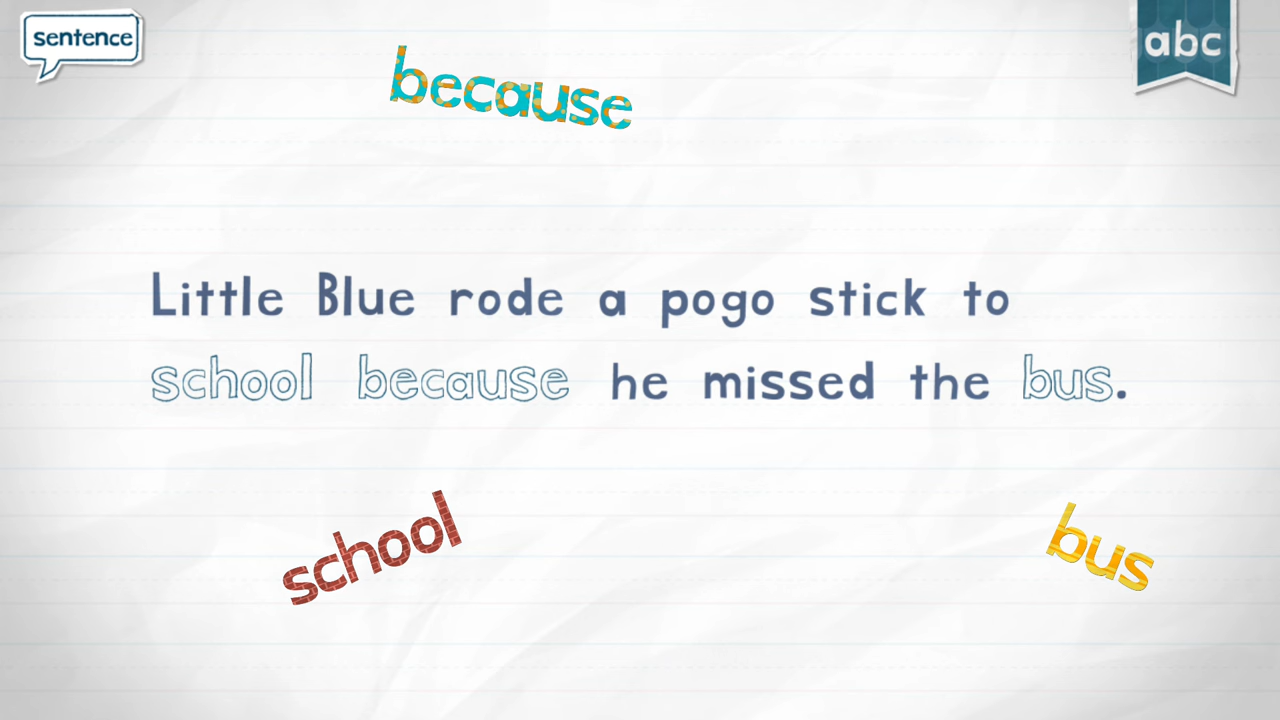 sentence
abc
because
Little Blue rode a pogo stick to
school because he missed the bus.
school
bus